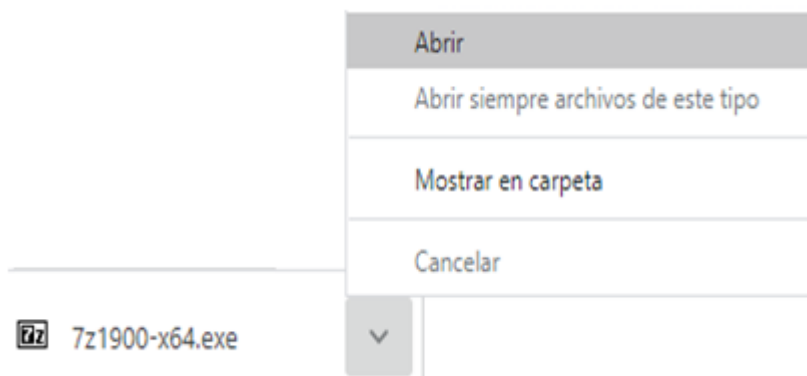 Abrir
Abrir siempre archivos de este tipo
Mostrar en carpeta
Cancelar
7z 7z1900-x64.exe